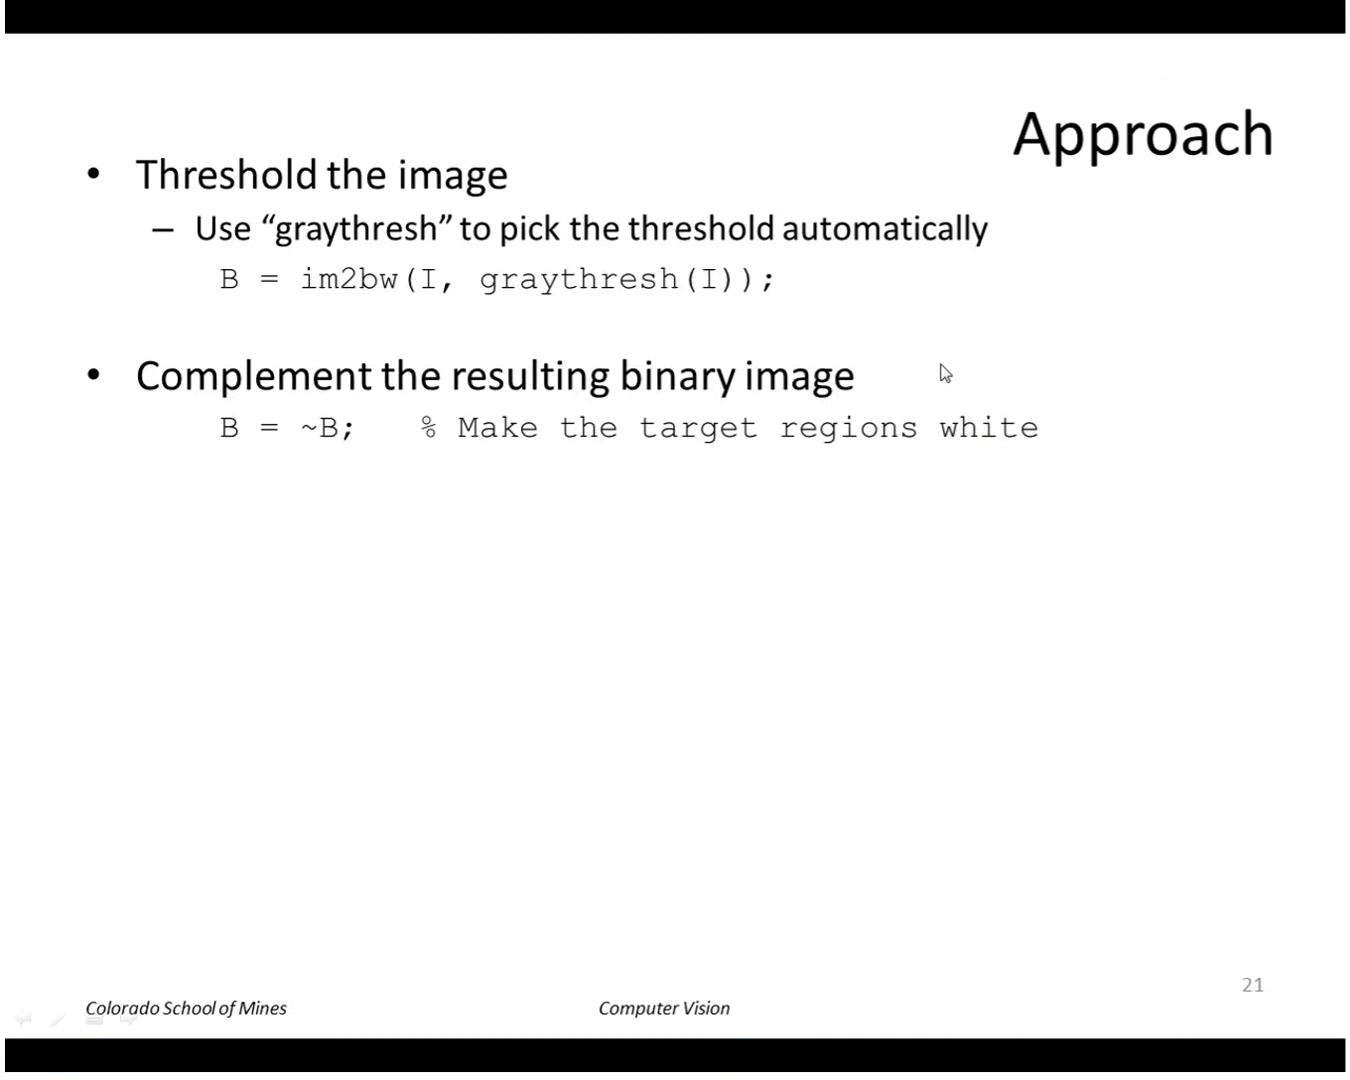 Approach
• Threshold the image
– Use “graythresh” to pick the threshold automatically
B = im2bw(I, graythresh(I));
• Complement the resulting binary image
B = ~B; % Make the target regions white
21
Colorado School of Mines
Computer Vision